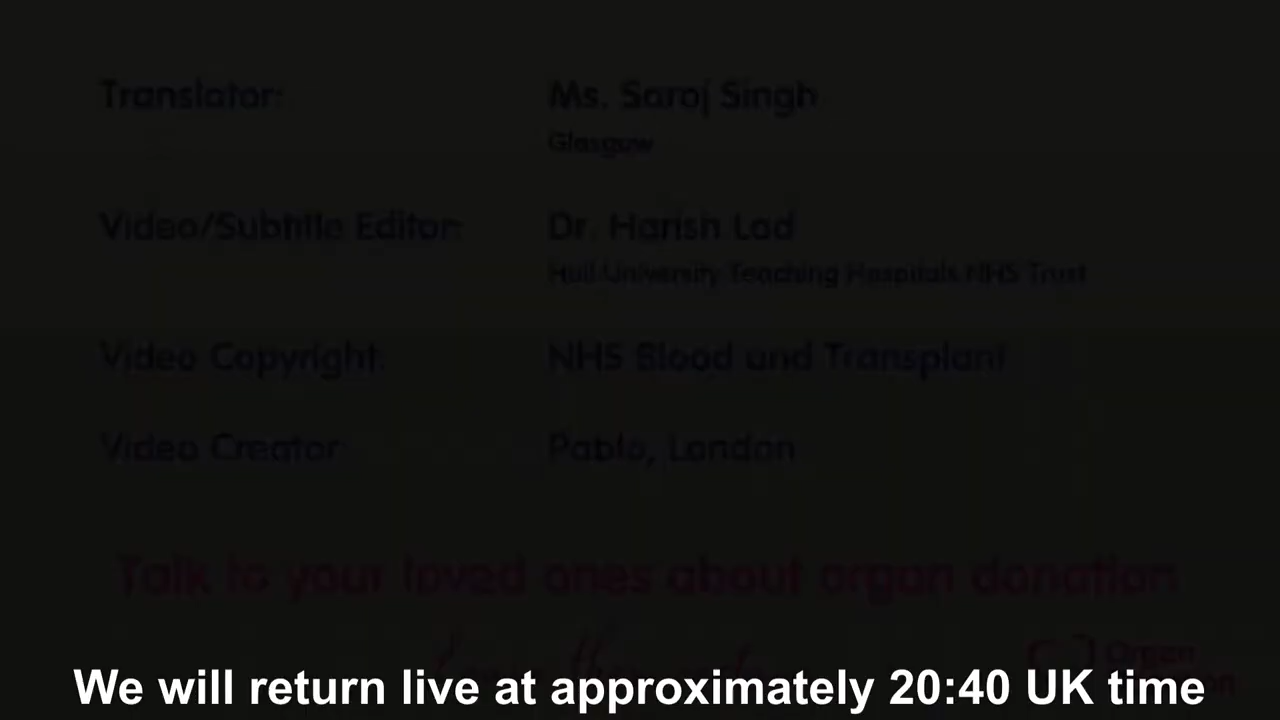 Translator:
Ms. Saroj Singh
Glasgow
Video/Subtitle Editor:
Dr. Harish Lad
Hull University Teaching Hospitals NHS Trust
Video Copyright:
NHS Blood and Transplant
Video Creator:
Pablo, London
Talk to your loved ones about organ donation
Organ
We will return live at approximately 20:40 UK time